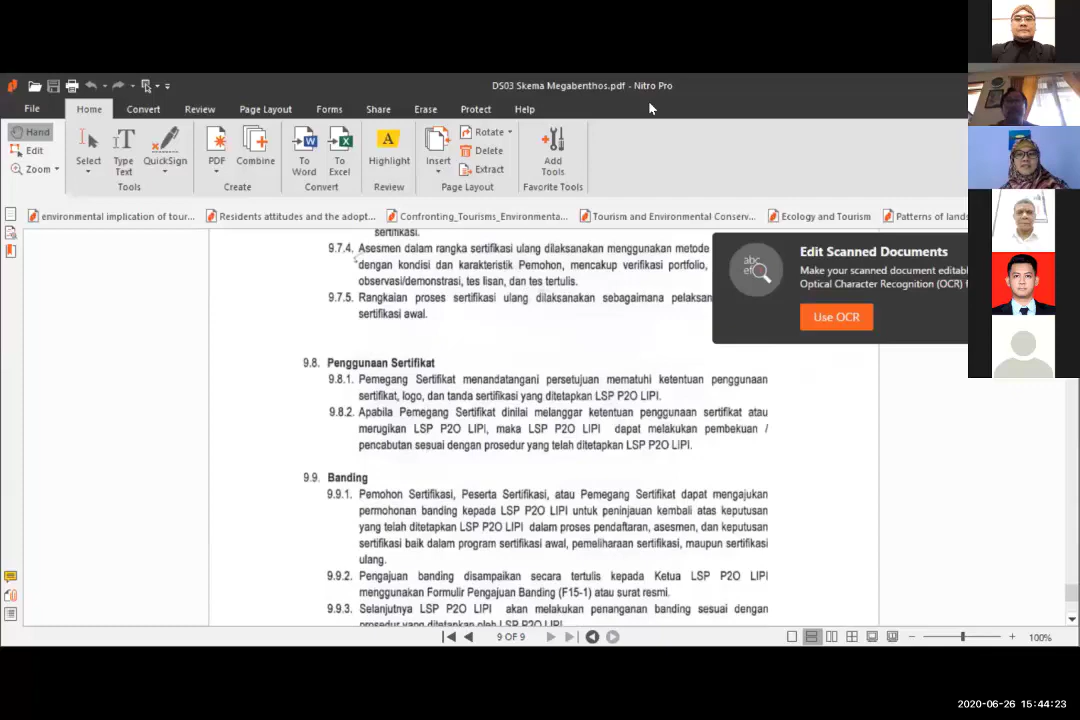 DS03 Skema Megabenthos.pdf - Nitro Pro
File Home Convert Review Page Layout Forms Share Erase Protect Help
Hand
Edit
Zoom
Select
Type Text
QuickSign
Tools
PDF
Combine
Create
To Word
To Excel
Convert
Highlight
Review
Insert
Rotate
Delete
Extract
Page Layout
Add Tools
Favorite Tools
environmental implication of tour... Residents attitudes and the adopt... Confronting_Tourisms_Environmenta... Tourism and Environmental Conserv... Ecology and Tourism Patterns of lands
sertifikasi.
9.7.4. Asesmen dalam rangka sertifikasi ulang dilaksanakan menggunakan metode
dengan kondisi dan karakteristik Pemohon, mencakup verifikasi portfolio,
observasi/demonstrasi, tes lisan, dan tes tertulis.
9.7.5. Rangkaian proses sertifikasi ulang dilaksanakan sebagaimana pelaksan
sertifikasi awal.
Edit Scanned Documents
Make your scanned document editabl
Optical Character Recognition (OCR) f
Use OCR
9.8. Penggunaan Sertifikat
9.8.1. Pemegang Sertifikat menandatangani persetujuan mematuhi ketentuan penggunaan
sertifikat, logo, dan tanda sertifikasi yang ditetapkan LSP P2O LIPI.
9.8.2. Apabila Pemegang Sertifikat dinilai melanggar ketentuan penggunaan sertifikat atau
merugikan LSP P2O LIPI, maka LSP P2O LIPI dapat melakukan pembekuan /
pencabutan sesuai dengan prosedur yang telah ditetapkan LSP P2O LIPI.
9.9. Banding
9.9.1. Pemohon Sertifikasi, Peserta Sertifikasi, atau Pemegang Sertifikat dapat mengajukan
permohonan banding kepada LSP P2O LIPI untuk peninjauan kembali atas keputusan
yang telah ditetapkan LSP P2O LIPI dalam proses pendaftaran, asesmen, dan keputusan
sertifikasi baik dalam program sertifikasi awal, pemeliharaan sertifikasi, maupun sertifikasi
ulang.
9.9.2. Pengajuan banding disampaikan secara tertulis kepada Ketua LSP P2O LIPI
menggunakan Formulir Pengajuan Banding (F15-1) atau surat resmi.
9.9.3. Selanjutnya LSP P2O LIPI akan melakukan penanganan banding sesuai dengan
prosedur yang ditetapkan oleh LSP P2O LIPI.
9 OF 9
100%
2020-06-26 15:44:23